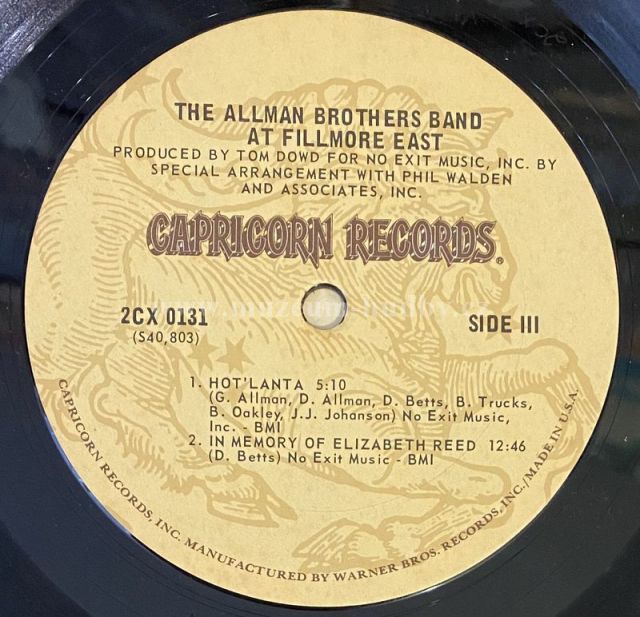 THE ALLMAN BROTHERS BAND
AT FILLMORE EAST
PRODUCED BY TOM DOWD FOR NO EXIT MUSIC, INC. BY
SPECIAL ARRANGEMENT WITH PHIL WALDEN
AND ASSOCIATES, INC.
CAPRICORN RECORDS®
2CX 0131
(S40,803)
SIDE III
1. HOT'LANTA 5:10
(G. Allman, D. Allman, D. Betts, B. Trucks,
B. Oakley, J.J. Johanson) No Exit Music,
Inc. - BMI
2. IN MEMORY OF ELIZABETH REED 12:46
(D. Betts) No Exit Music - BMI
CAPRICORN RECORDS, INC. MANUFACTURED BY WARNER BROS. RECORDS, INC./MADE IN U.S.A.